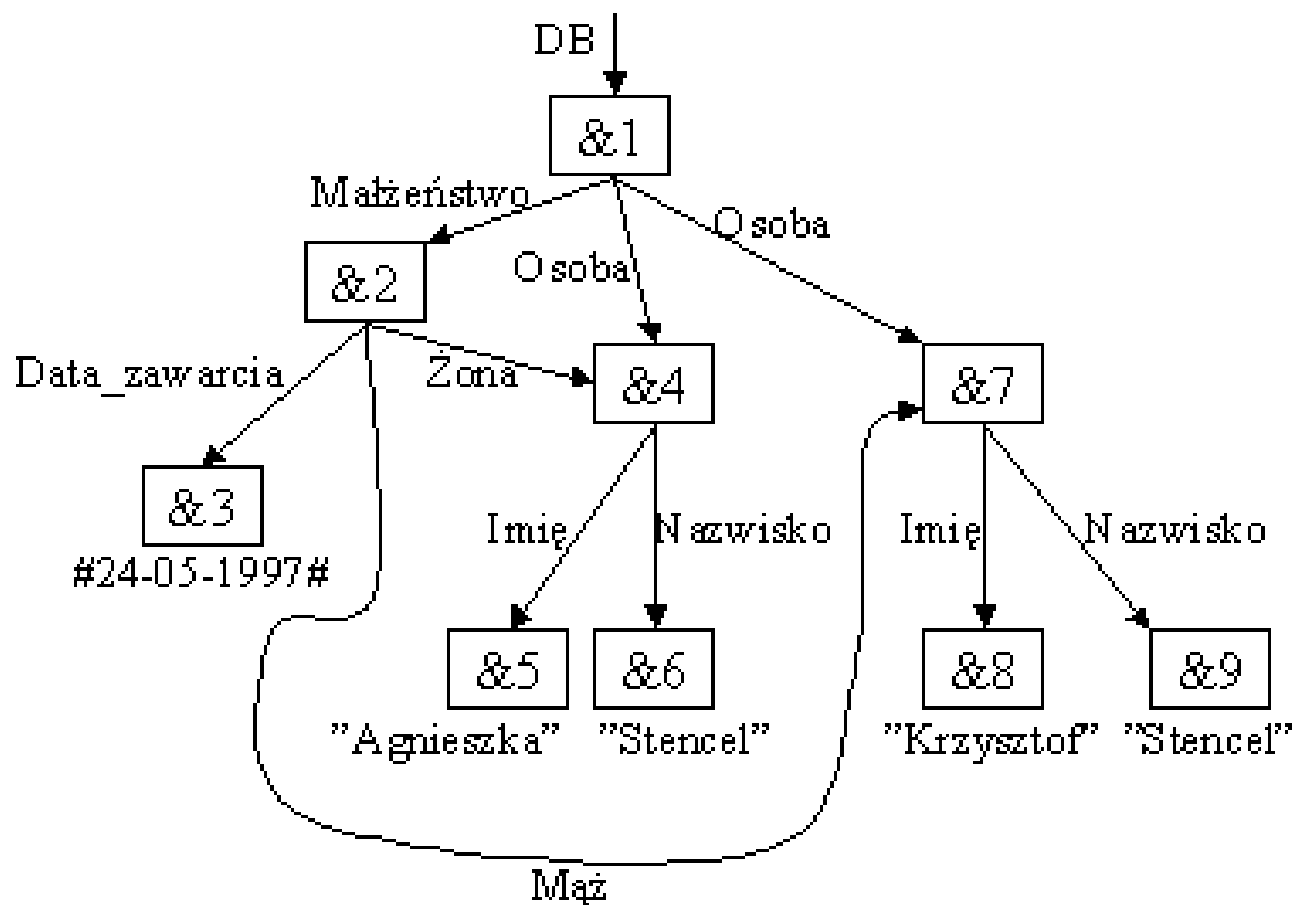 DB
&1
Małżeństwo
Osoba
Osoba
&2
Data_zawarcia
Żona
&4
&7
&3
#24-05-1997#
Imię
Nazwisko
Imię
Nazwisko
&5
&6
&8
&9
”Agnieszka”
”Stencel”
”Krzysztof”
”Stencel”
Mąż